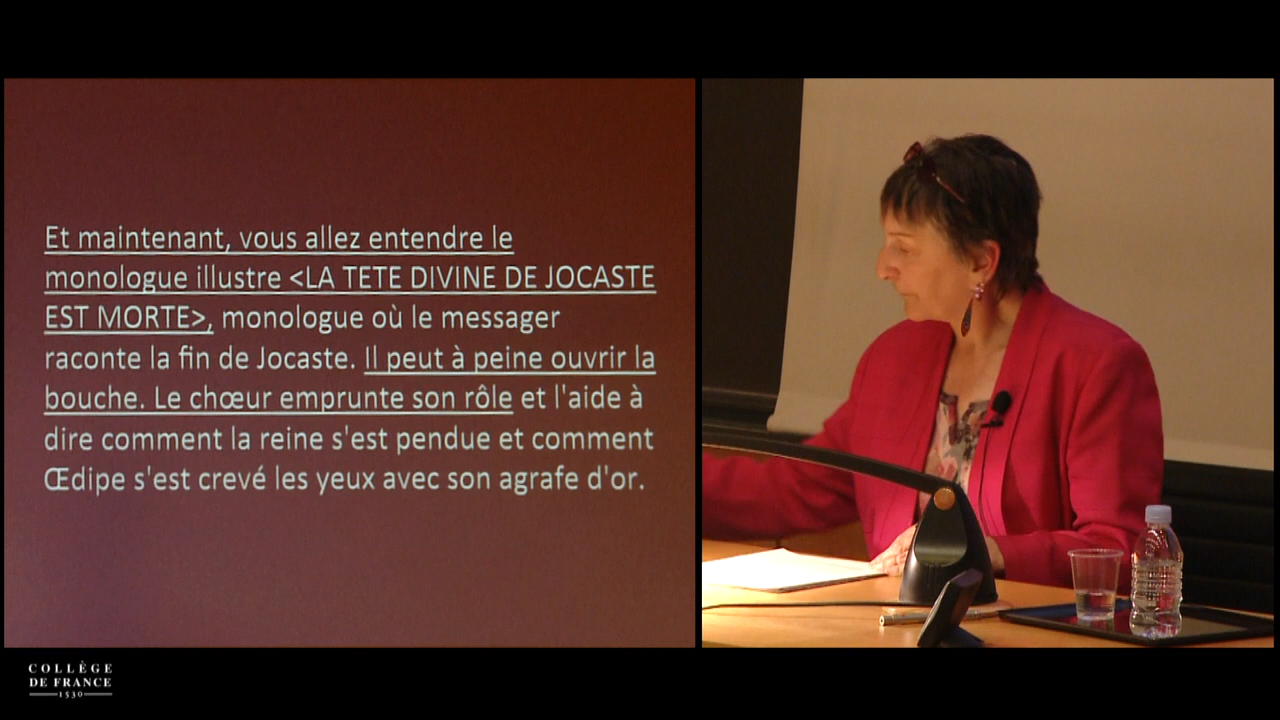 Et maintenant, vous allez entendre le
monologue illustre <LA TETE DIVINE DE JOCASTE
EST MORTE>, monologue où le messager
raconte la fin de Jocaste. Il peut à peine ouvrir la
bouche. Le chœur emprunte son rôle et l'aide à
dire comment la reine s'est pendue et comment
Œdipe s'est crevé les yeux avec son agrafe d'or.
COLLÈGE
DE FRANCE
1530